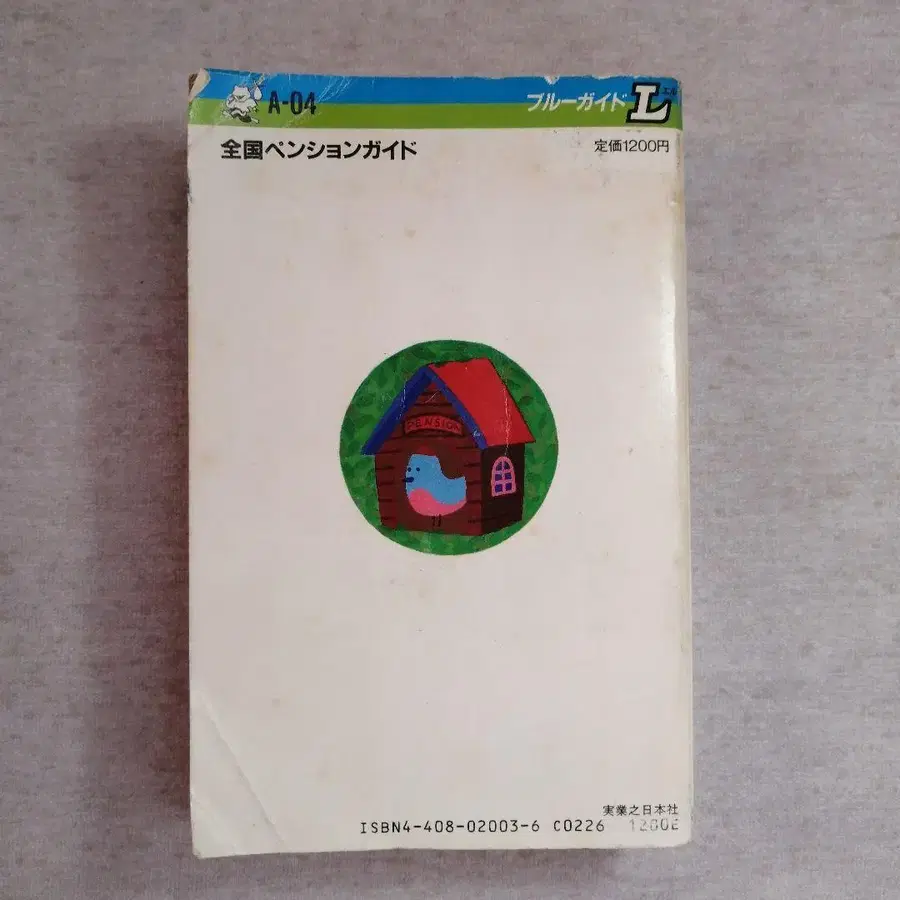 A-04
ブルーガイドL
エル
全国ペンションガイド
定価1200円
PENSION
実業之日本社
ISBN4-408-02003-6 C0226 1200E